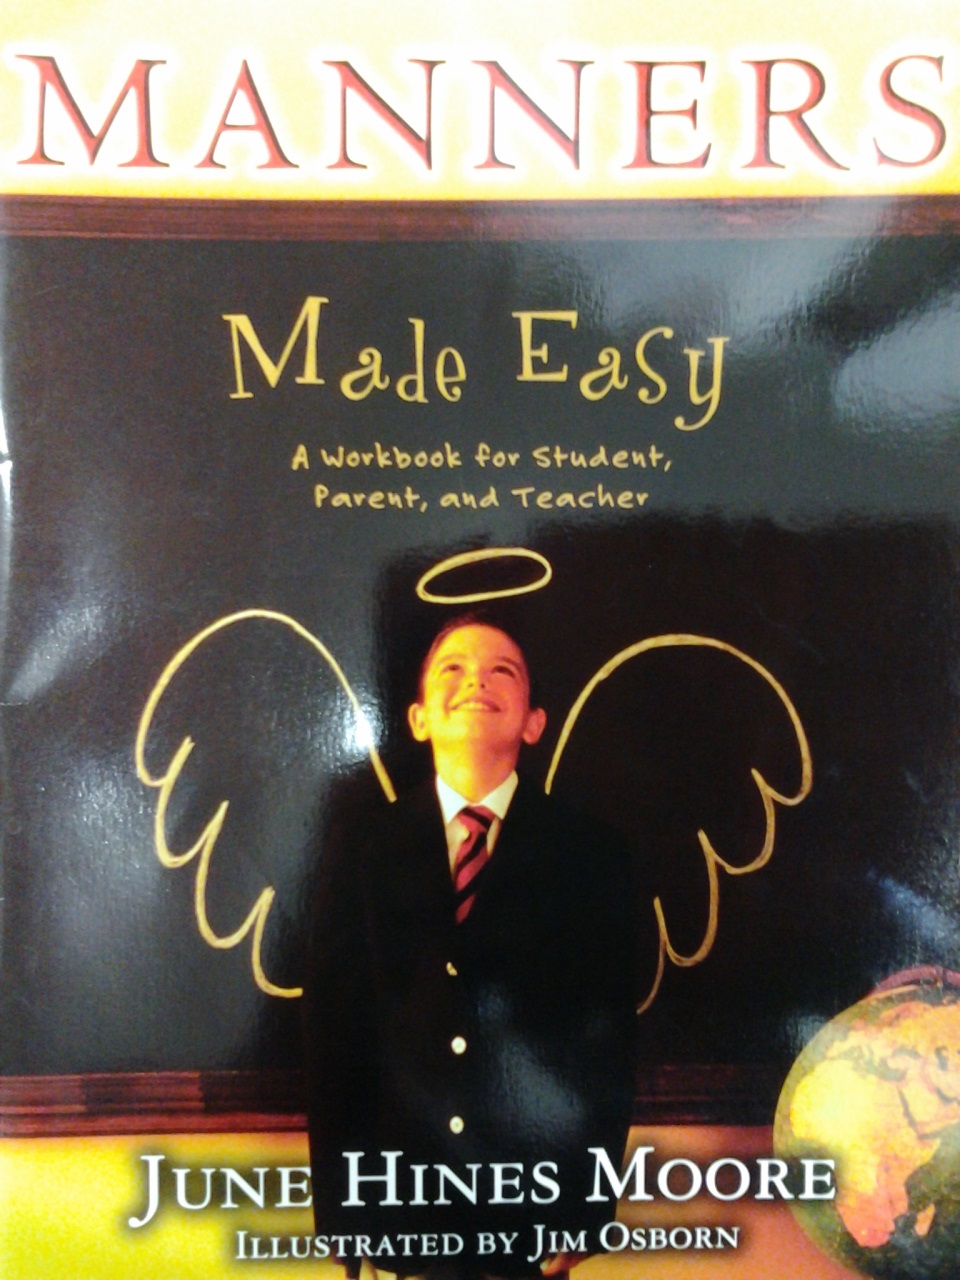 MANNERS
Made Easy
A Workbook for Student,
Parent, and Teacher
JUNE HINES MOORE
ILLUSTRATED BY JIM OSBORN